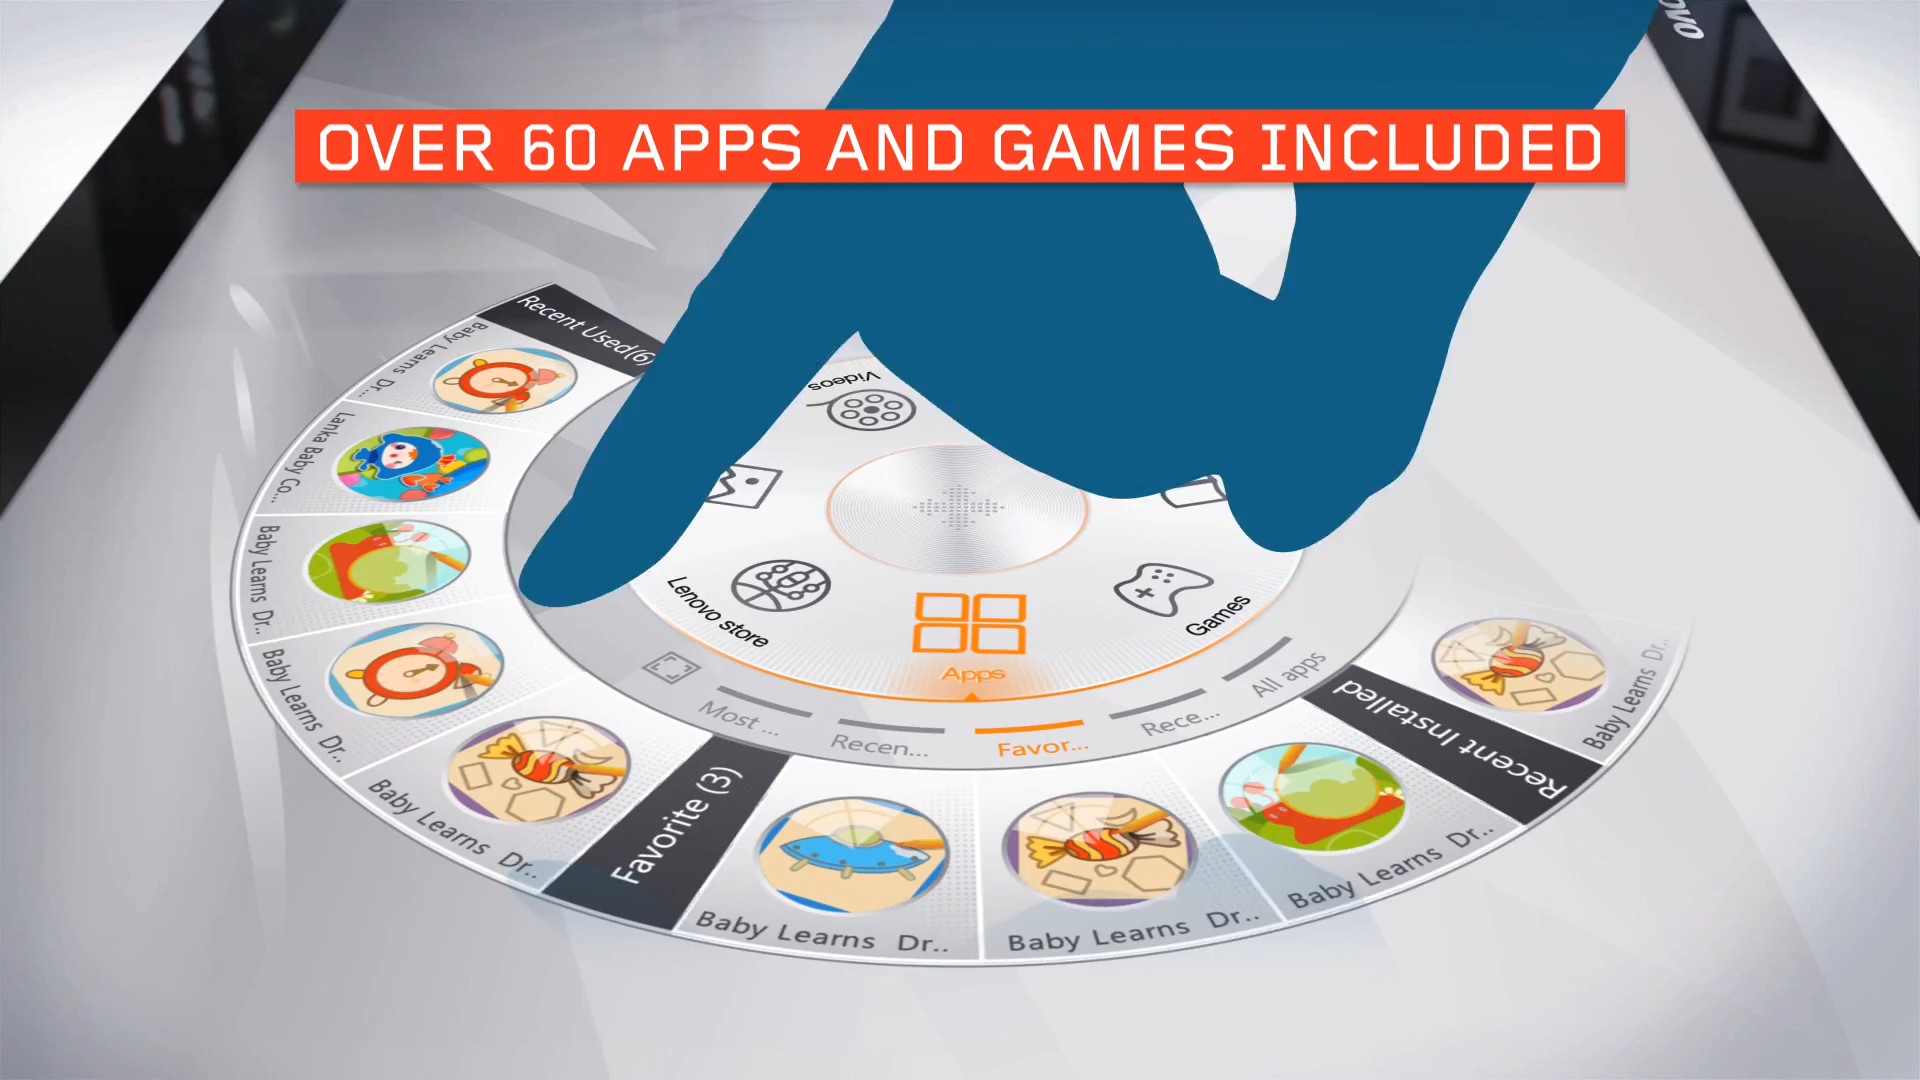 ovo
OVER 60 APPS AND GAMES INCLUDED
Recent Used(6)
Baby Learns Dr...
Lanka Baby Co...
Baby Learns Dr..
Baby Learns Dr..
Baby Learns Dr..
Favorite (3)
Baby Learns Dr..
Baby Learns Dr..
Baby Learns Dr..
Recent Installed
Baby Learns Dr..
Videos
Lenovo store
Apps
Games
Most ...
Recen...
Favor...
Rece...
All apps